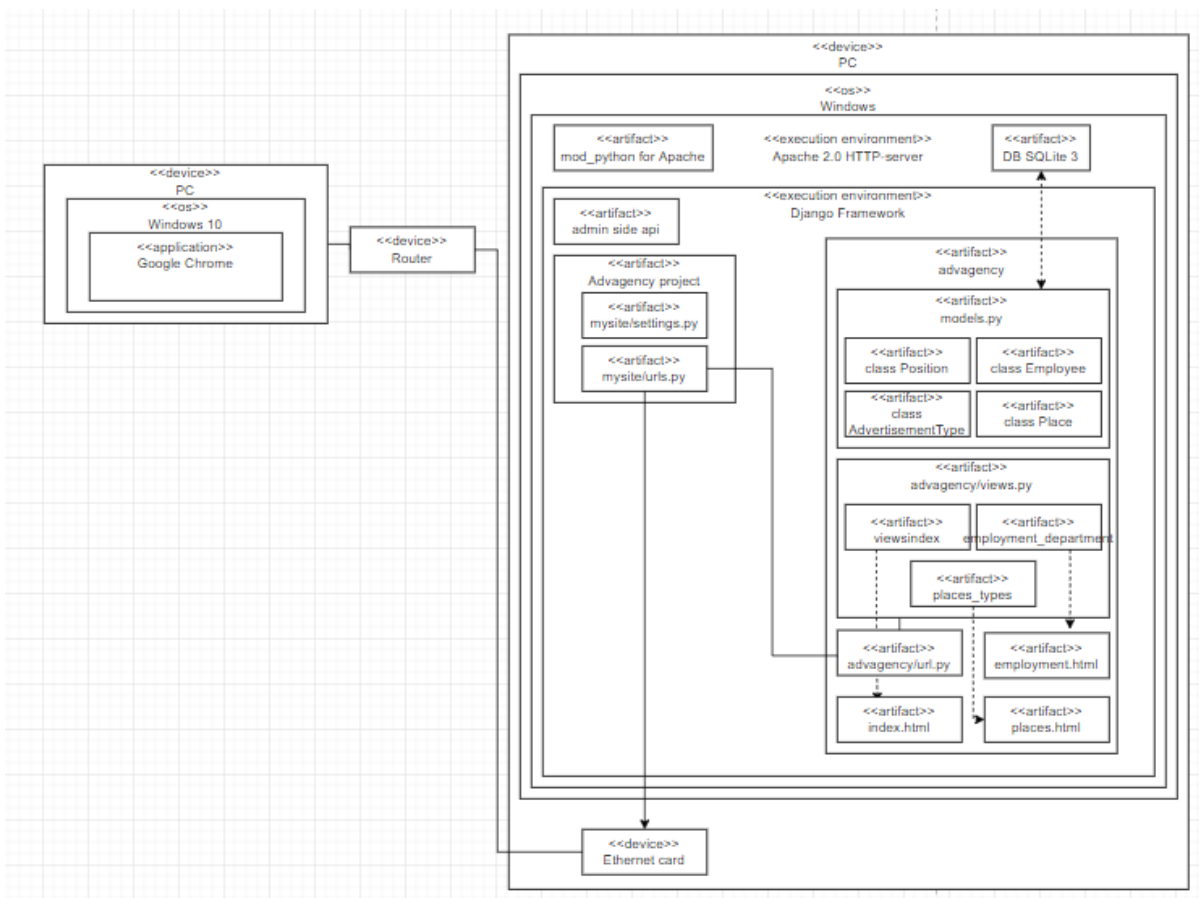 <<device>>
PC
<<os>>
Windows 10
<<application>>
Google Chrome
<<device>>
Router
<<device>>
PC
<<os>>
Windows
<<artifact>>
mod_python for Apache
<<execution environment>>
Apache 2.0 HTTP-server
<<artifact>>
DB SQLite 3
<<execution environment>>
Django Framework
<<artifact>>
admin side api
<<artifact>>
Advagency project
<<artifact>>
mysite/settings.py
<<artifact>>
mysite/urls.py
<<artifact>>
advagency
<<artifact>>
models.py
<<artifact>>
class Position
<<artifact>>
class Employee
<<artifact>>
class
AdvertisementType
<<artifact>>
class Place
<<artifact>>
advagency/views.py
<<artifact>>
viewsindex
<<artifact>>
employment_department
<<artifact>>
places_types
<<artifact>>
advagency/url.py
<<artifact>>
employment.html
<<artifact>>
index.html
<<artifact>>
places.html
<<device>>
Ethernet card